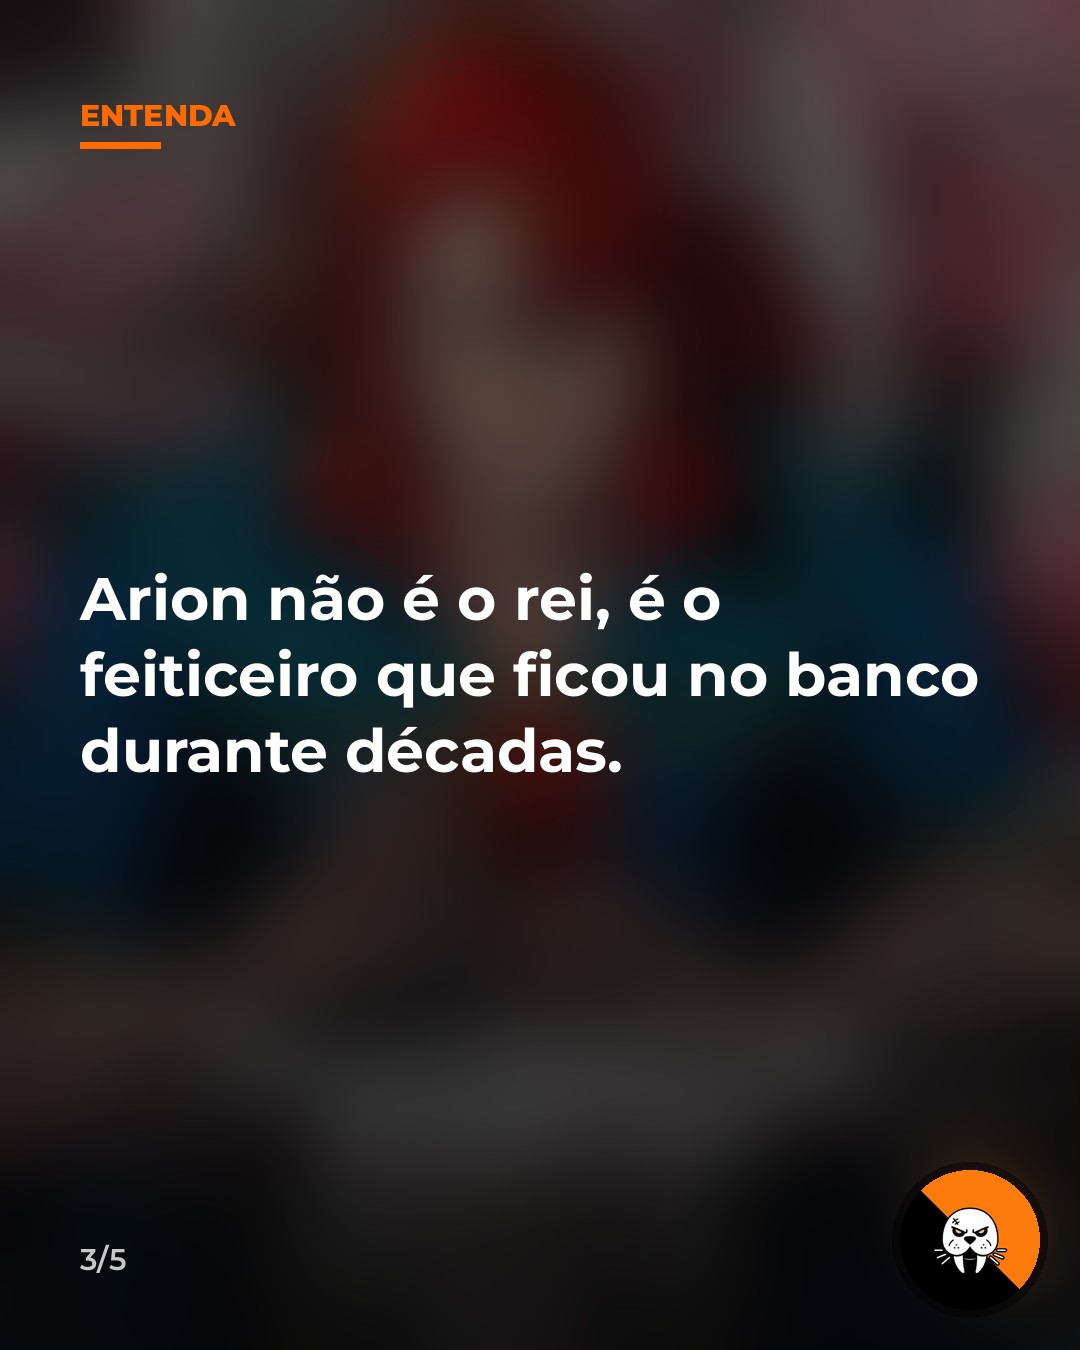 ENTENDA
Arion não é o rei, é o
feiticeiro que ficou no banco
durante décadas.
3/5